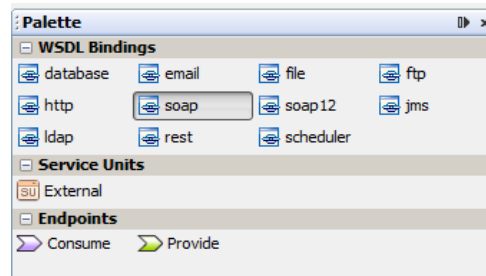 Palette
WSDL Bindings
database email file ftp
http soap soap12 jms
ldap rest scheduler
Service Units
SU External
Endpoints
Consume Provide